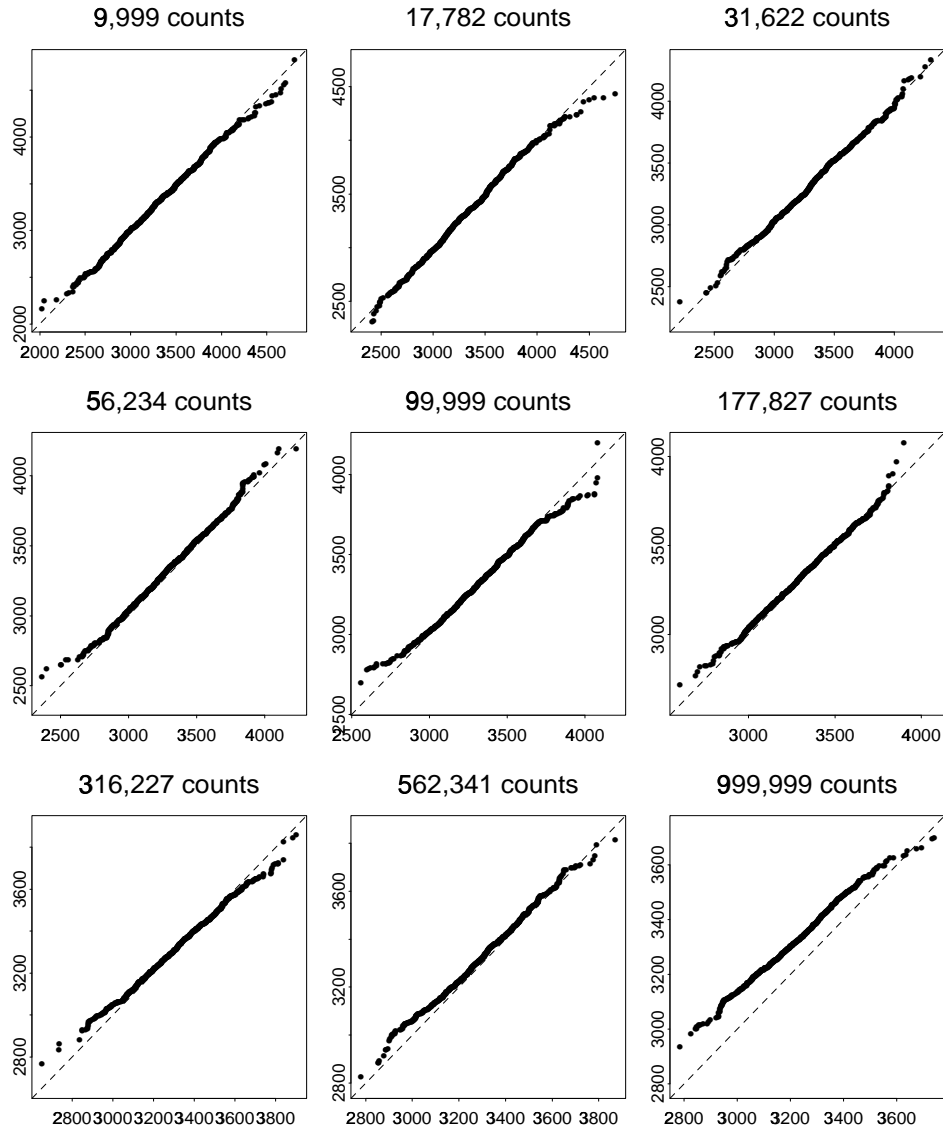 9,999 counts
17,782 counts
31,622 counts
2000 3000 4000
2000 2500 3000 3500 4000 4500
2500 3500 4500
2500 3000 3500 4000 4500
2500 3000 3500 4000
2500 3000 3500 4000
56,234 counts
99,999 counts
177,827 counts
2500 3000 3500 4000
2500 3000 3500 4000
2500 3000 3500 4000
2500 3000 3500 4000
3000 3500 4000
3000 3500 4000
316,227 counts
562,341 counts
999,999 counts
2800 3200 3600
2800 3000 3200 3400 3600 3800
2800 3200 3600
2800 3000 3200 3400 3600 3800
2800 3000 3200 3400 3600
2800 3000 3200 3400 3600